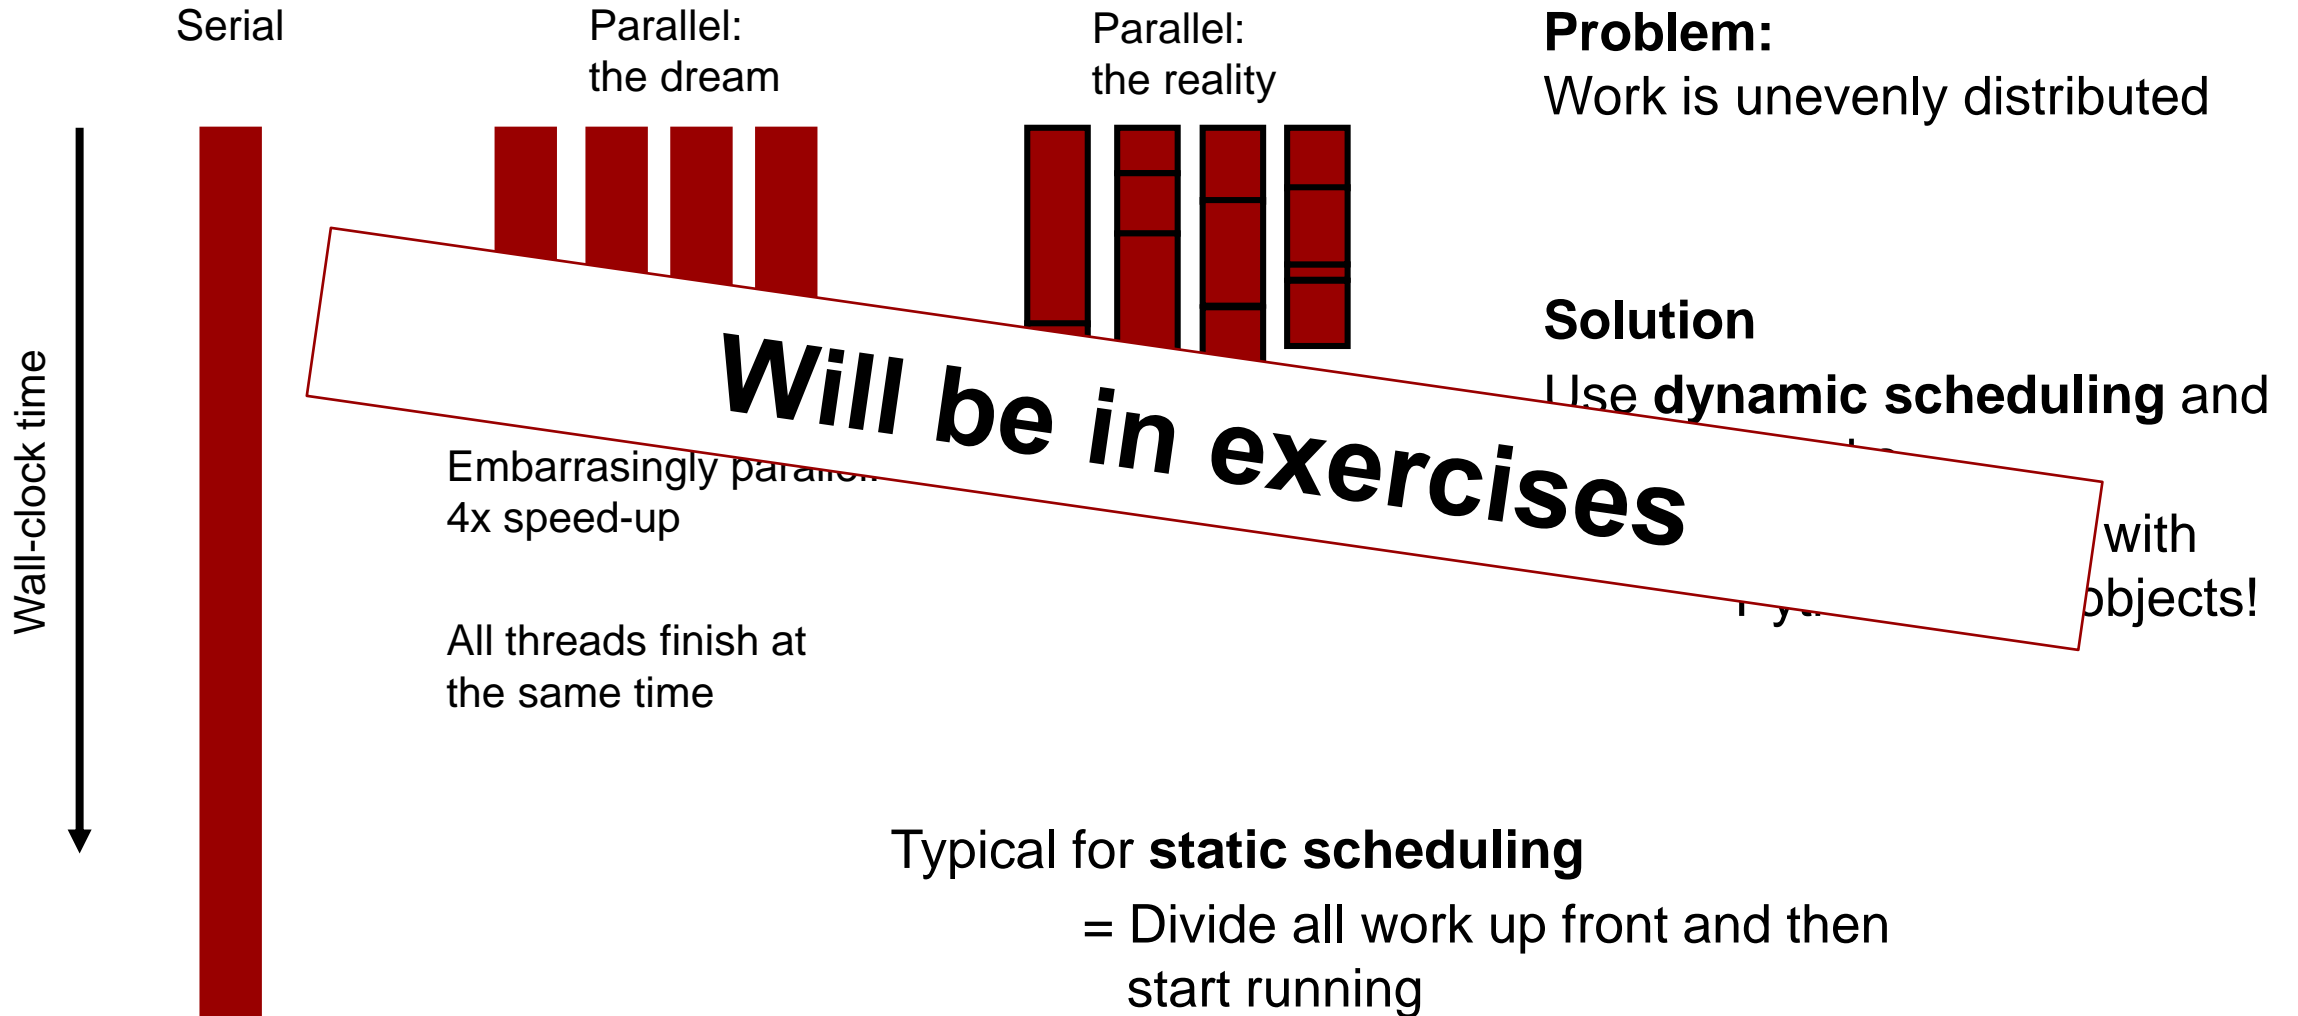 Serial
Parallel:
the dream
Parallel:
the reality
Problem:
Work is unevenly distributed
Wall-clock time
Solution
Use dynamic scheduling and
Will be in exercises
with
objects!
Embarrasingly parallel:
4x speed-up
All threads finish at
the same time
Typical for static scheduling
= Divide all work up front and then
start running